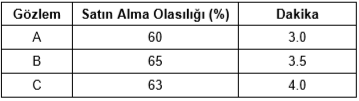 Gözlem Satın Alma Olasılığı (%) Dakika
A 60 3.0
B 65 3.5
C 63 4.0